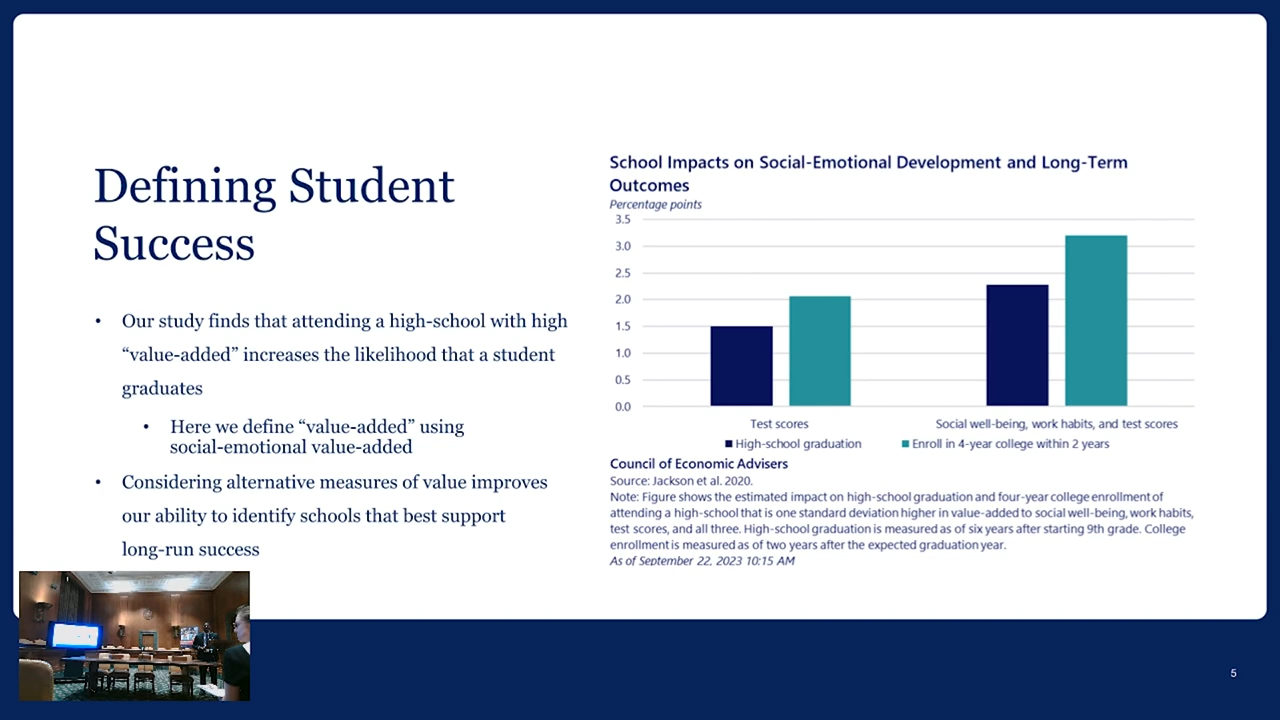 Defining Student
Success
• Our study finds that attending a high-school with high
“value-added” increases the likelihood that a student
graduates
• Here we define “value-added” using
social-emotional value-added
• Considering alternative measures of value improves
our ability to identify schools that best support
long-run success
School Impacts on Social-Emotional Development and Long-Term
Outcomes
Percentage points
3.5
3.0
2.5
2.0
1.5
1.0
0.5
0.0
Test scores
Social well-being, work habits, and test scores
High-school graduation
Enroll in 4-year college within 2 years
Council of Economic Advisers
Source: Jackson et al. 2020.
Note: Figure shows the estimated impact on high-school graduation and four-year college enrollment of
attending a high-school that is one standard deviation higher in value-added to social well-being, work habits,
test scores, and all three. High-school graduation is measured as of six years after starting 9th grade. College
enrollment is measured as of two years after the expected graduation year.
As of September 22, 2023 10:15 AM
5